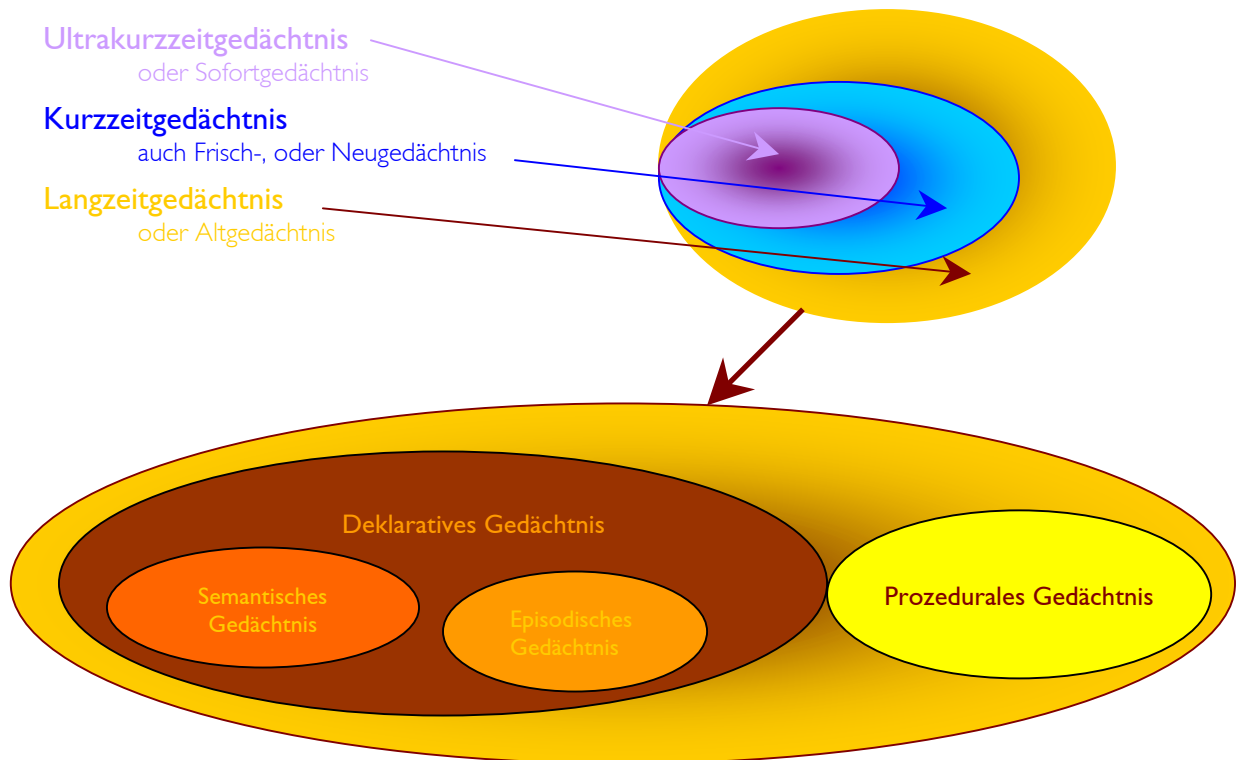 Ultrakurzzeitgedächtnis
oder Sofortgedächtnis
Kurzzeitgedächtnis
auch Frisch-, oder Neugedächtnis
Langzeitgedächtnis
oder Altgedächtnis
Deklaratives Gedächtnis
Semantisches
Gedächtnis
Episodisches
Gedächtnis
Prozedurales Gedächtnis